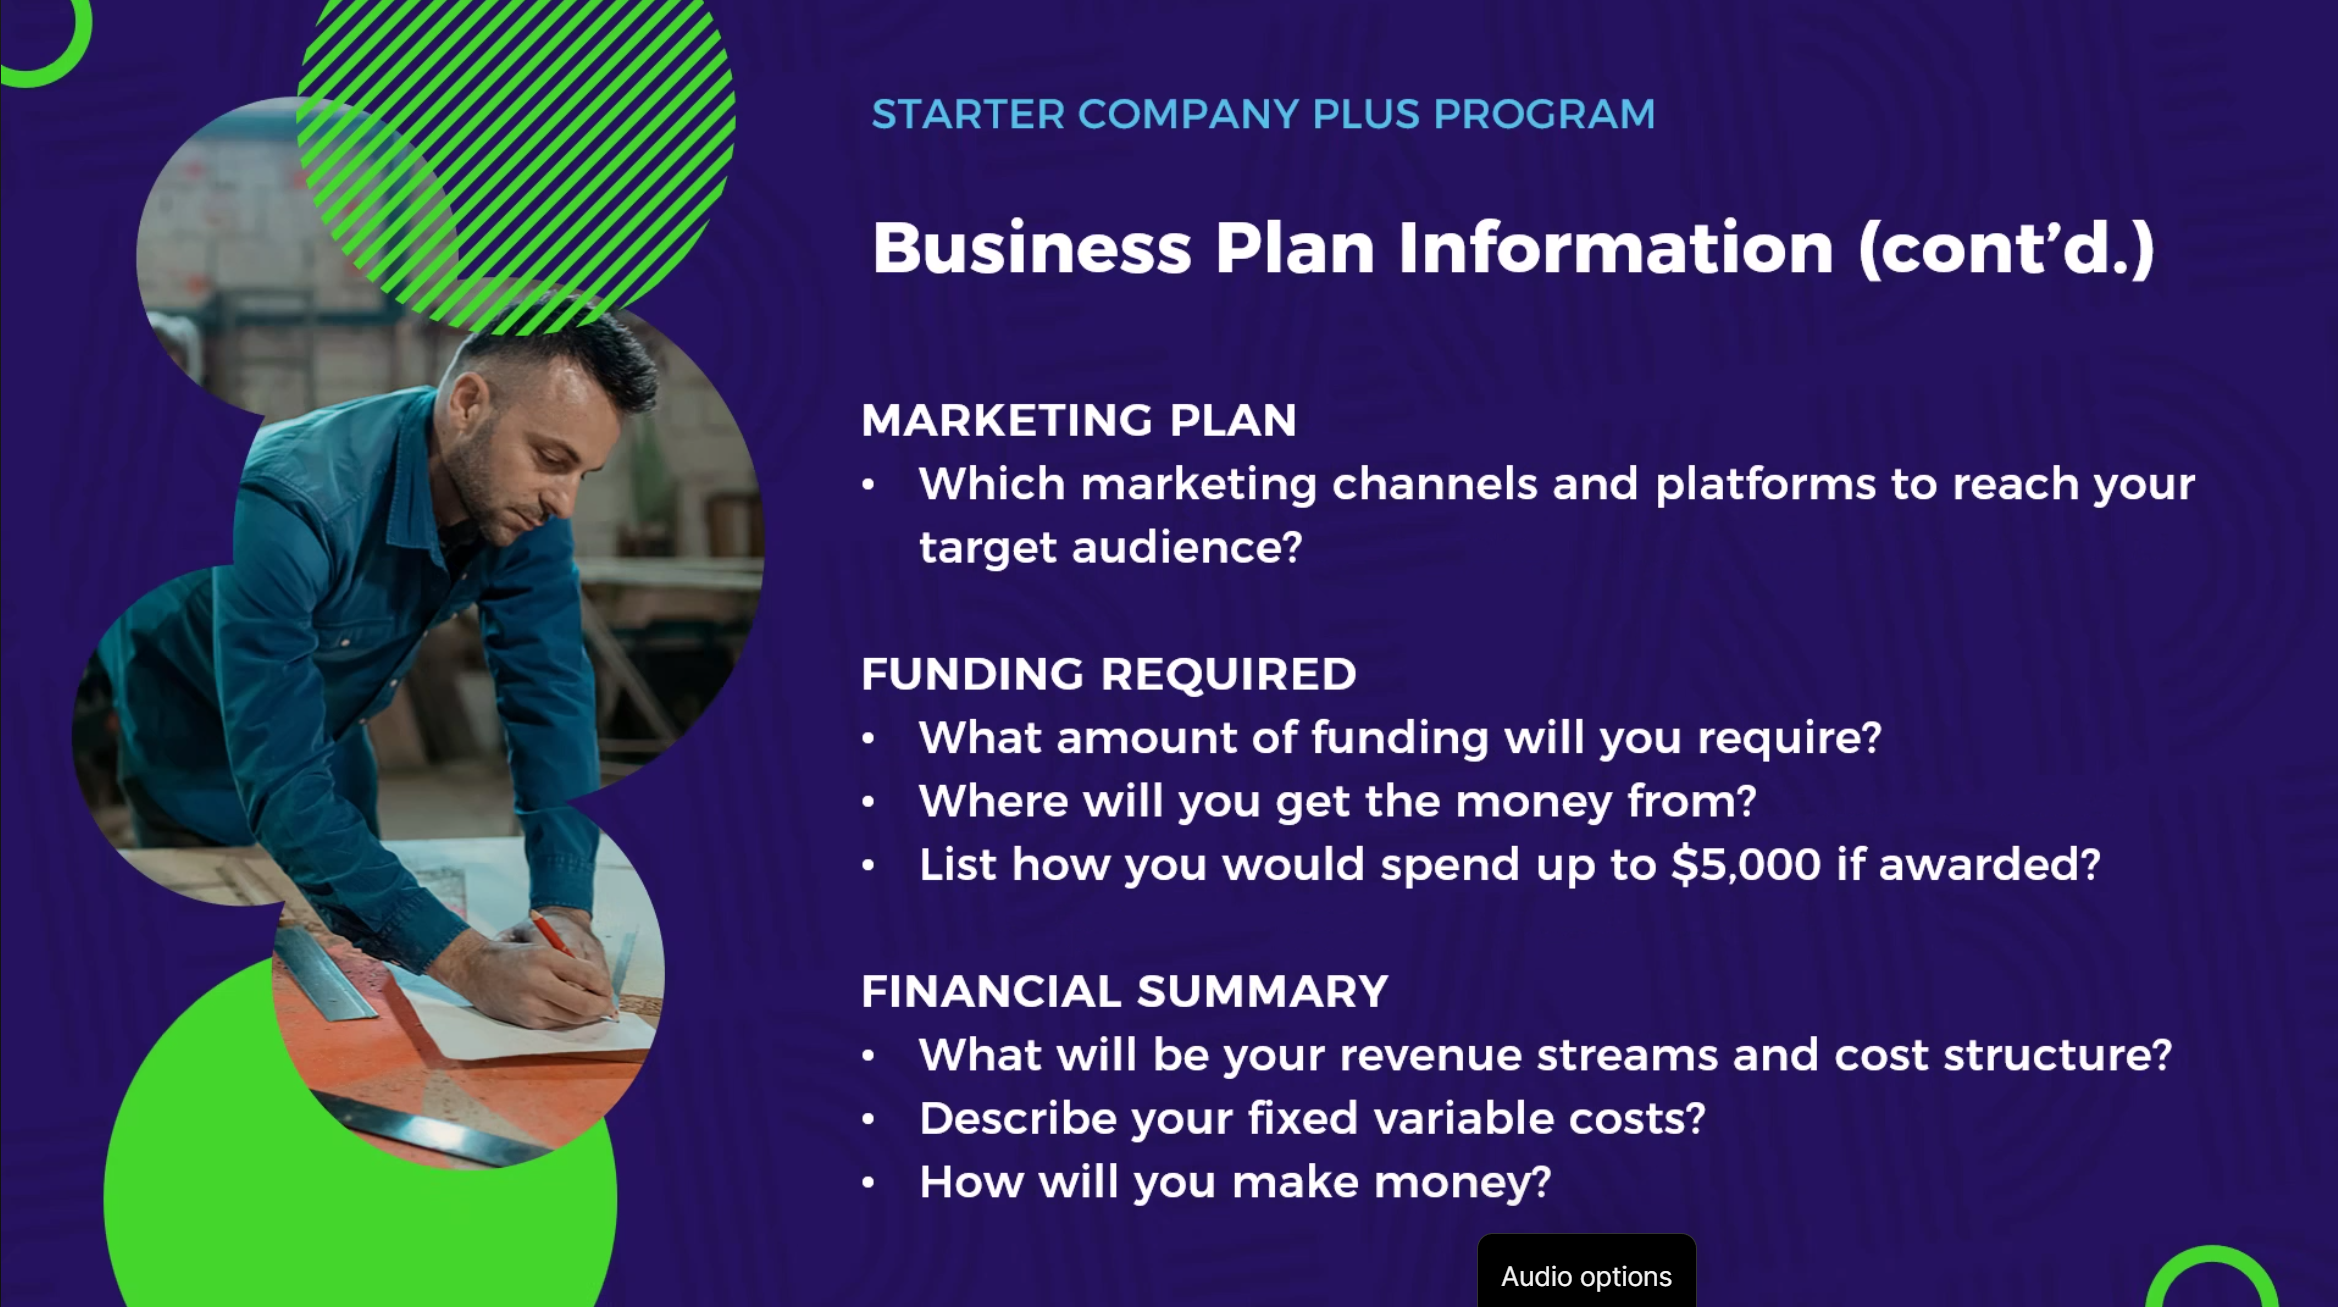 STARTER COMPANY PLUS PROGRAM
Business Plan Information (cont’d.)
MARKETING PLAN
• Which marketing channels and platforms to reach your
target audience?
FUNDING REQUIRED
• What amount of funding will you require?
• Where will you get the money from?
• List how you would spend up to $5,000 if awarded?
FINANCIAL SUMMARY
• What will be your revenue streams and cost structure?
• Describe your fixed variable costs?
• How will you make money?
Audio options